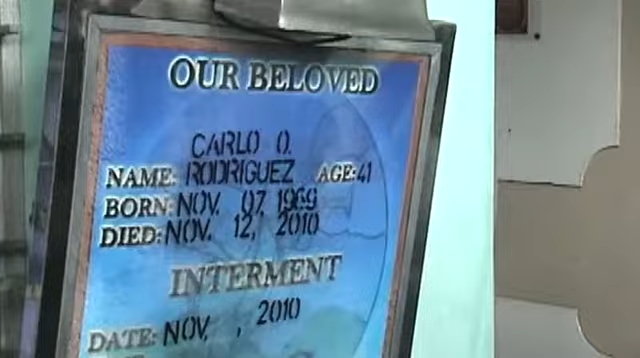 OUR BELOVED
CARLO O.
NAME: RODRIGUEZ AGE: 41
BORN: NOV. 07, 1969
DIED: NOV. 12, 2010
INTERMENT
DATE: NOV. , 2010